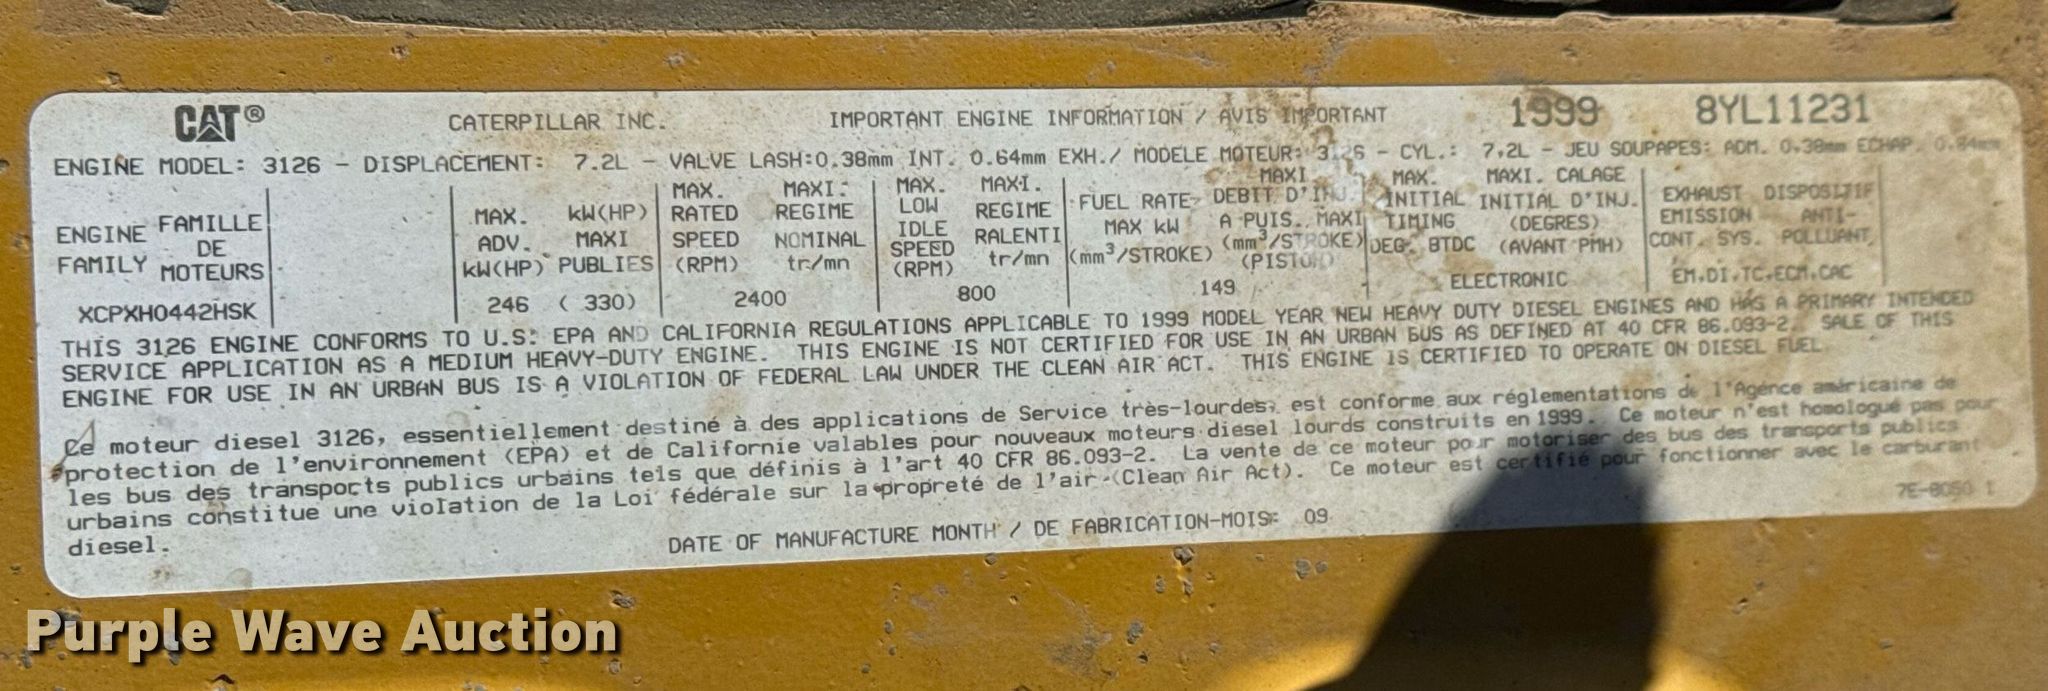 CAT® CATERPILLAR INC. IMPORTANT ENGINE INFORMATION / AVIS IMPORTANT 1999 8YL11231
ENGINE MODEL: 3126 - DISPLACEMENT: 7.2L - VALVE LASH:0.38mm INT. 0.64mm EXH./ MODELE MOTEUR: 3126 - CYL.: 7.2L - JEU SOUPAPES: ADM. 0.38mm ECHAP.
ENGINE FAMILY
FAMILLE DE MOTEURS
XCPXH0442HSK
MAX. ADV. kW(HP)
kW(HP) MAXI PUBLIES
246 ( 330)
MAX. RATED SPEED (RPM)
MAXI. REGIME NOMINAL tr/mn
2400
MAX. LOW IDLE SPEED (RPM)
MAXI. REGIME RALENTI tr/mn
800
FUEL RATE MAX kW (mm³/STROKE)
MAXI DEBIT D'INJ. A PUIS. MAXI (mm³/STROKE) (PISTON)
149
MAX. INITIAL TIMING DEG. BTDC
MAXI. CALAGE INITIAL D'INJ. (DEGRES) (AVANT PMH)
ELECTRONIC
EXHAUST EMISSION CONT. SYS.
DISPOSITIF ANTI- POLLUANT
EM.DI.TC.ECM.CAC
THIS 3126 ENGINE CONFORMS TO U.S. EPA AND CALIFORNIA REGULATIONS APPLICABLE TO 1999 MODEL YEAR NEW HEAVY DUTY DIESEL ENGINES AND HAS A PRIMARY INTENDED
SERVICE APPLICATION AS A MEDIUM HEAVY-DUTY ENGINE. THIS ENGINE IS NOT CERTIFIED FOR USE IN AN URBAN BUS AS DEFINED AT 40 CFR 86.093-2. SALE OF THIS
ENGINE FOR USE IN AN URBAN BUS IS A VIOLATION OF FEDERAL LAW UNDER THE CLEAN AIR ACT. THIS ENGINE IS CERTIFIED TO OPERATE ON DIESEL FUEL
Ce moteur diesel 3126, essentiellement destiné à des applications de Service très-lourdes, est conforme aux réglementations de l'Agence américaine de
protection de l'environnement (EPA) et de Californie valables pour nouveaux moteurs diesel lourds construits en 1999. Ce moteur n'est homologué pas pour
les bus des transports publics urbains tels que définis à l'art 40 CFR 86.093-2. La vente de ce moteur pour motoriser des bus des transports publics
urbains constitue une violation de la Loi fédérale sur la propreté de l'air (Clean Air Act). Ce moteur est certifié pour fonctionner avec le carburant
diesel.
DATE OF MANUFACTURE MONTH / DE FABRICATION-MOIS: 09
Purple Wave Auction